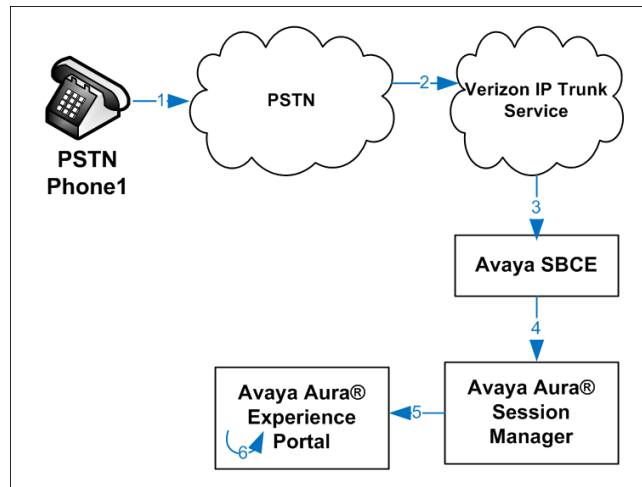 PSTN
Phone1
1
PSTN
2
Verizon IP Trunk
Service
3
Avaya SBCE
4
Avaya Aura®
Session
Manager
5
Avaya Aura®
Experience
Portal
6